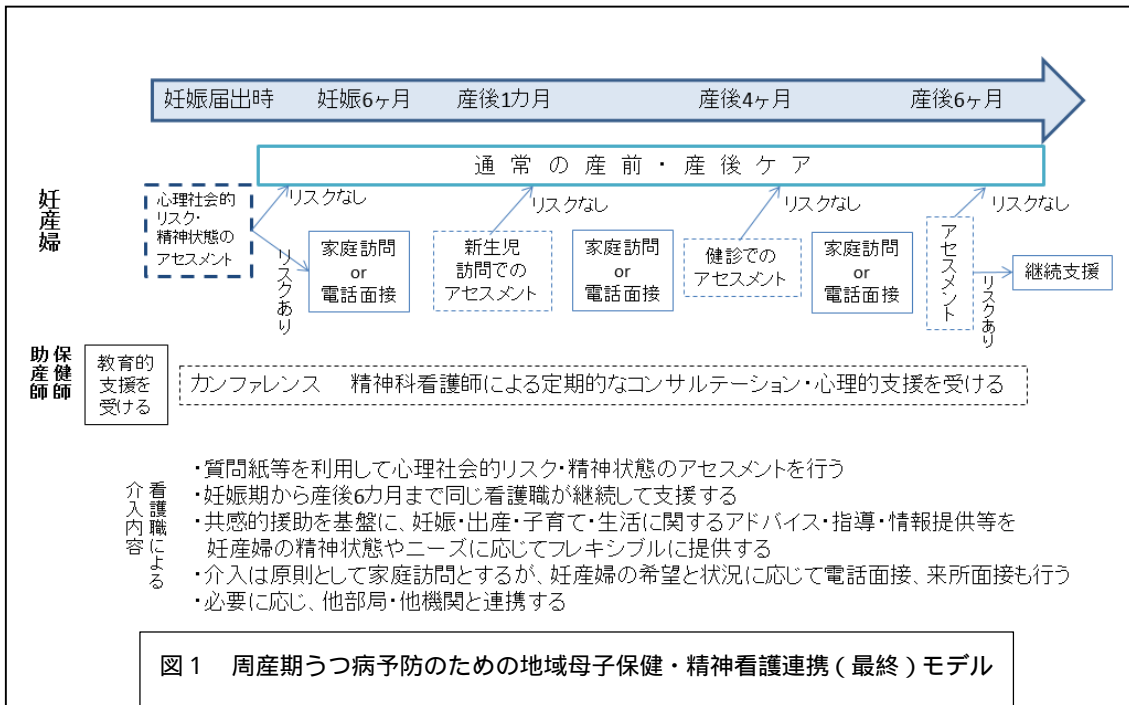 妊娠届出時 妊娠6ヶ月 産後1カ月 産後4ヶ月 産後6ヶ月
通常の産前・産後ケア
妊産婦
心理社会的
リスク・
精神状態の
アセスメント
リスクなし
リスクあり
家庭訪問
or
電話面接
新生児
訪問での
アセスメント
リスクなし
家庭訪問
or
電話面接
健診での
アセスメント
リスクなし
家庭訪問
or
電話面接
アセスメント
リスクなし
リスクあり
継続支援
保健師
助産師
教育的
支援を
受ける
カンファレンス 精神科看護師による定期的なコンサルテーション・心理的支援を受ける
看護職による
介入内容
・質問紙等を利用して心理社会的リスク・精神状態のアセスメントを行う
・妊娠期から産後6カ月まで同じ看護職が継続して支援する
・共感的援助を基盤に、妊娠・出産・子育て・生活に関するアドバイス・指導・情報提供等を
妊産婦の精神状態やニーズに応じてフレキシブルに提供する
・介入は原則として家庭訪問とするが、妊産婦の希望と状況に応じて電話面接、来所面接も行う
・必要に応じ、他部局・他機関と連携する
図1 周産期うつ病予防のための地域母子保健・精神看護連携(最終)モデル